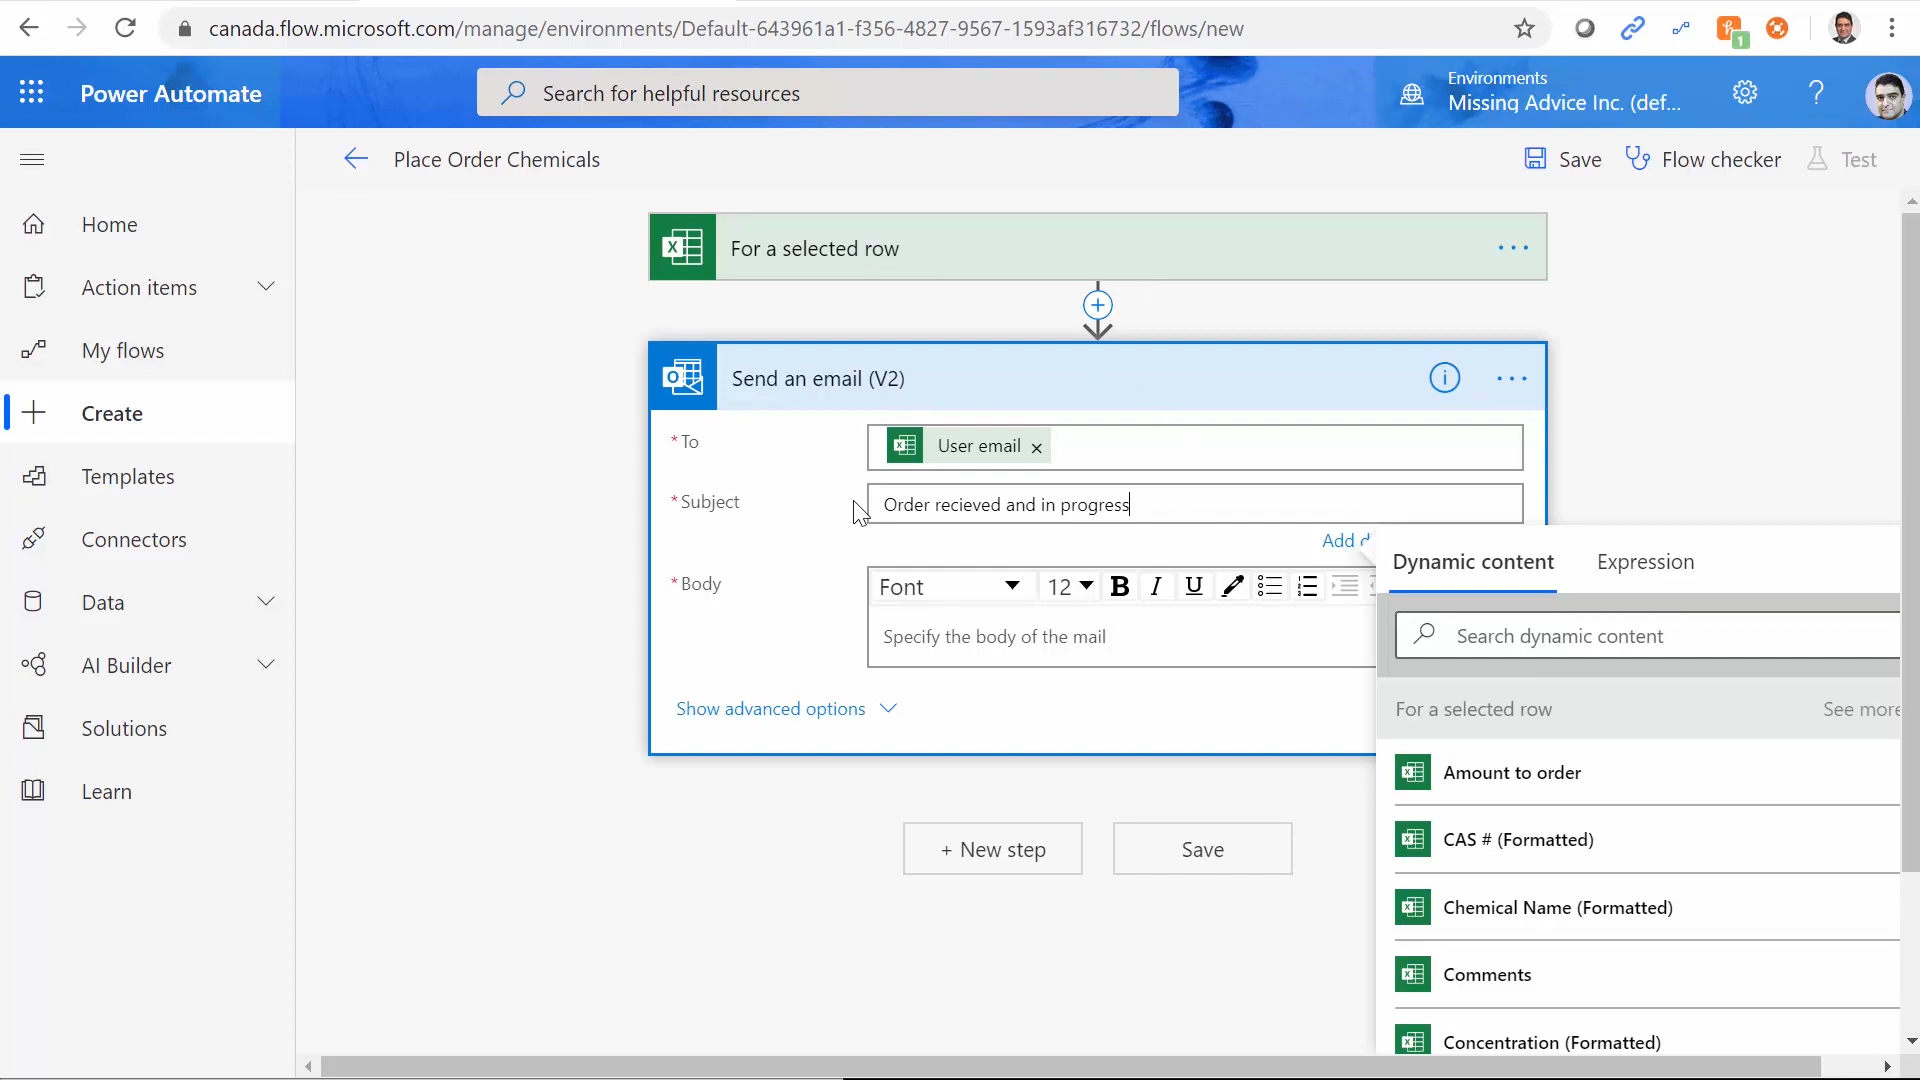 canada.flow.microsoft.com/manage/environments/Default-643961a1-f356-4827-9567-1593af316732/flows/new
1
Power Automate
Search for helpful resources
Environments
Missing Advice Inc. (def...
?
Place Order Chemicals
Save
Flow checker
Test
Home
Action items
My flows
Create
Templates
Connectors
Data
AI Builder
Solutions
Learn
For a selected row
...
Send an email (V2)
...
* To
User email ×
* Subject
Order recieved and in progress
Add d
* Body
Font
12
B
I
U
Specify the body of the mail
Show advanced options
+ New step
Save
Dynamic content
Expression
Search dynamic content
For a selected row
See more
Amount to order
CAS # (Formatted)
Chemical Name (Formatted)
Comments
Concentration (Formatted)